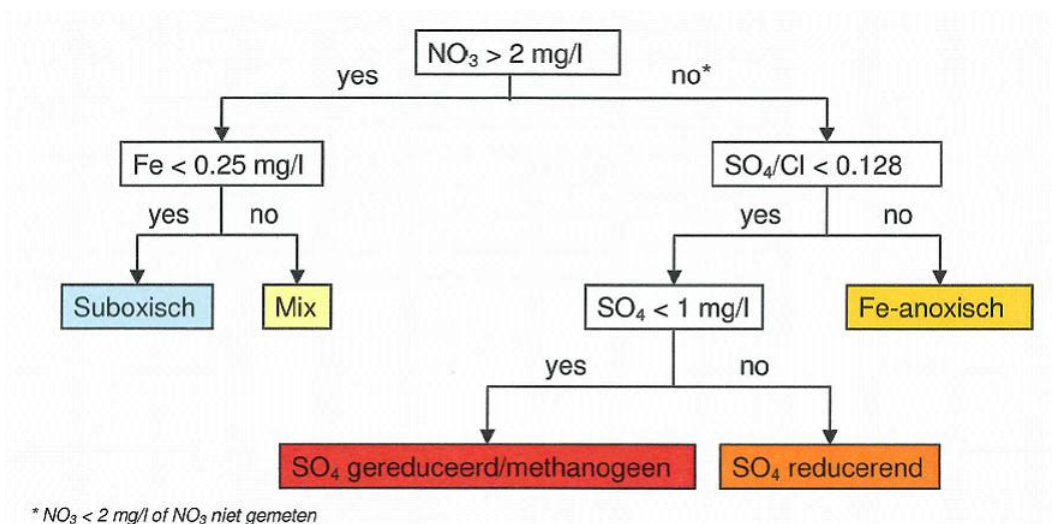 NO₃ > 2 mg/l
yes
no*
Fe < 0.25 mg/l
SO₄/Cl < 0.128
yes
no
yes
no
Suboxisch
Mix
SO₄ < 1 mg/l
Fe-anoxisch
yes
no
SO₄ gereduceerd/methanogeen
SO₄ reducerend
* NO₃ < 2 mg/l of NO₃ niet gemeten